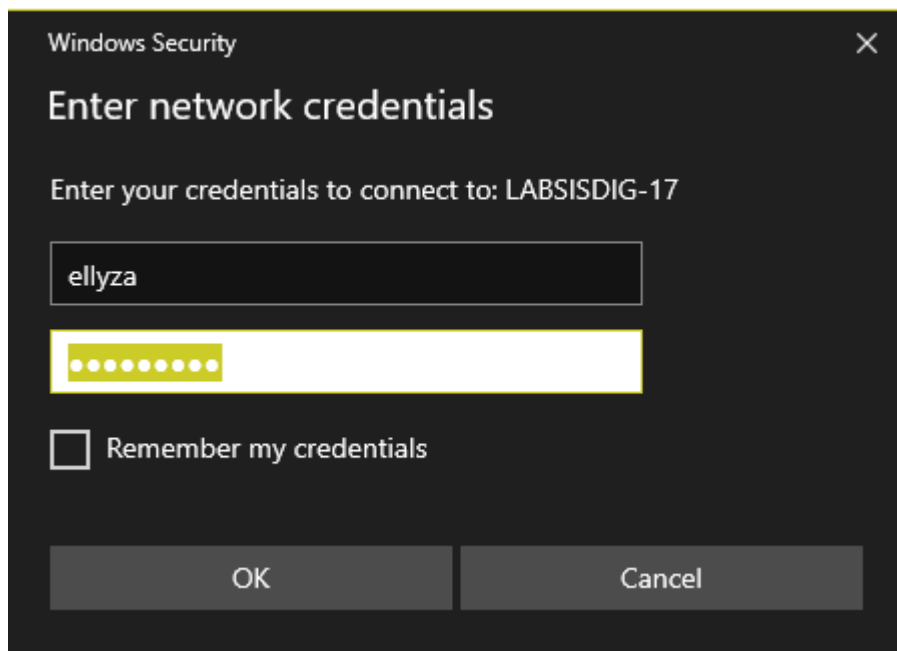 Windows Security
Enter network credentials
Enter your credentials to connect to: LABSISDIG-17
ellyza
●●●●●●●●●
Remember my credentials
OK Cancel